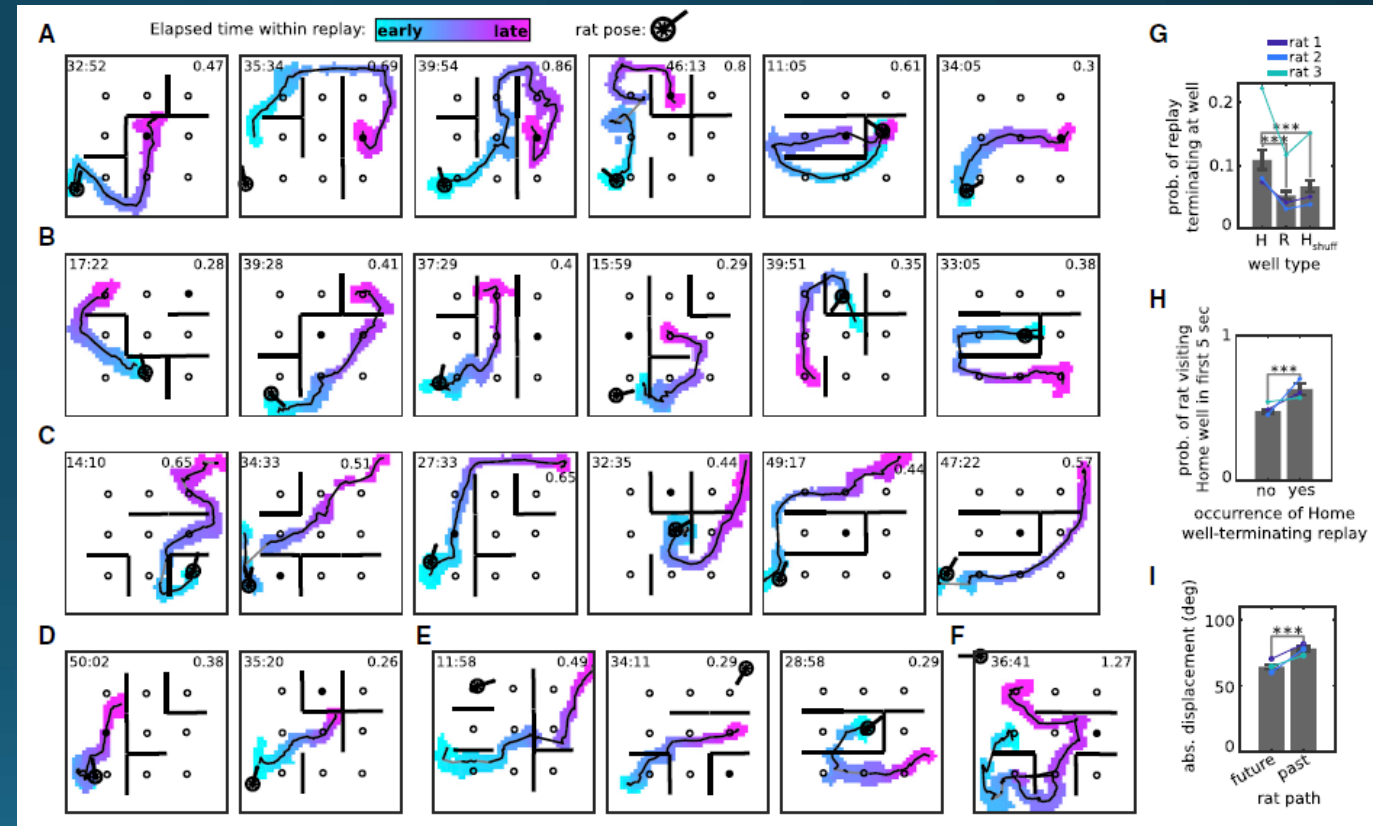 A
Elapsed time within replay: early late rat pose:
32:52 0.47
35:34 0.69
39:54 0.86
46:13 0.8
11:05 0.61
34:05 0.3
B
17:22 0.28
39:28 0.41
37:29 0.4
15:59 0.29
39:51 0.35
33:05 0.38
C
14:10 0.65
34:33 0.51
27:33 0.65
32:35 0.44
49:17 0.44
47:22 0.57
D
50:02 0.38
35:20 0.26
E
11:58 0.49
34:11 0.29
28:58 0.29
F
36:41 1.27
G
rat 1
rat 2
rat 3
prob. of replay
terminating at well
0.2
0.1
0
***
***
H R Hshuff
well type
H
prob. of rat visiting
Home well in first 5 sec
1
0
***
no yes
occurrence of Home
well-terminating replay
I
abs. displacement (deg)
100
50
0
***
future past
rat path